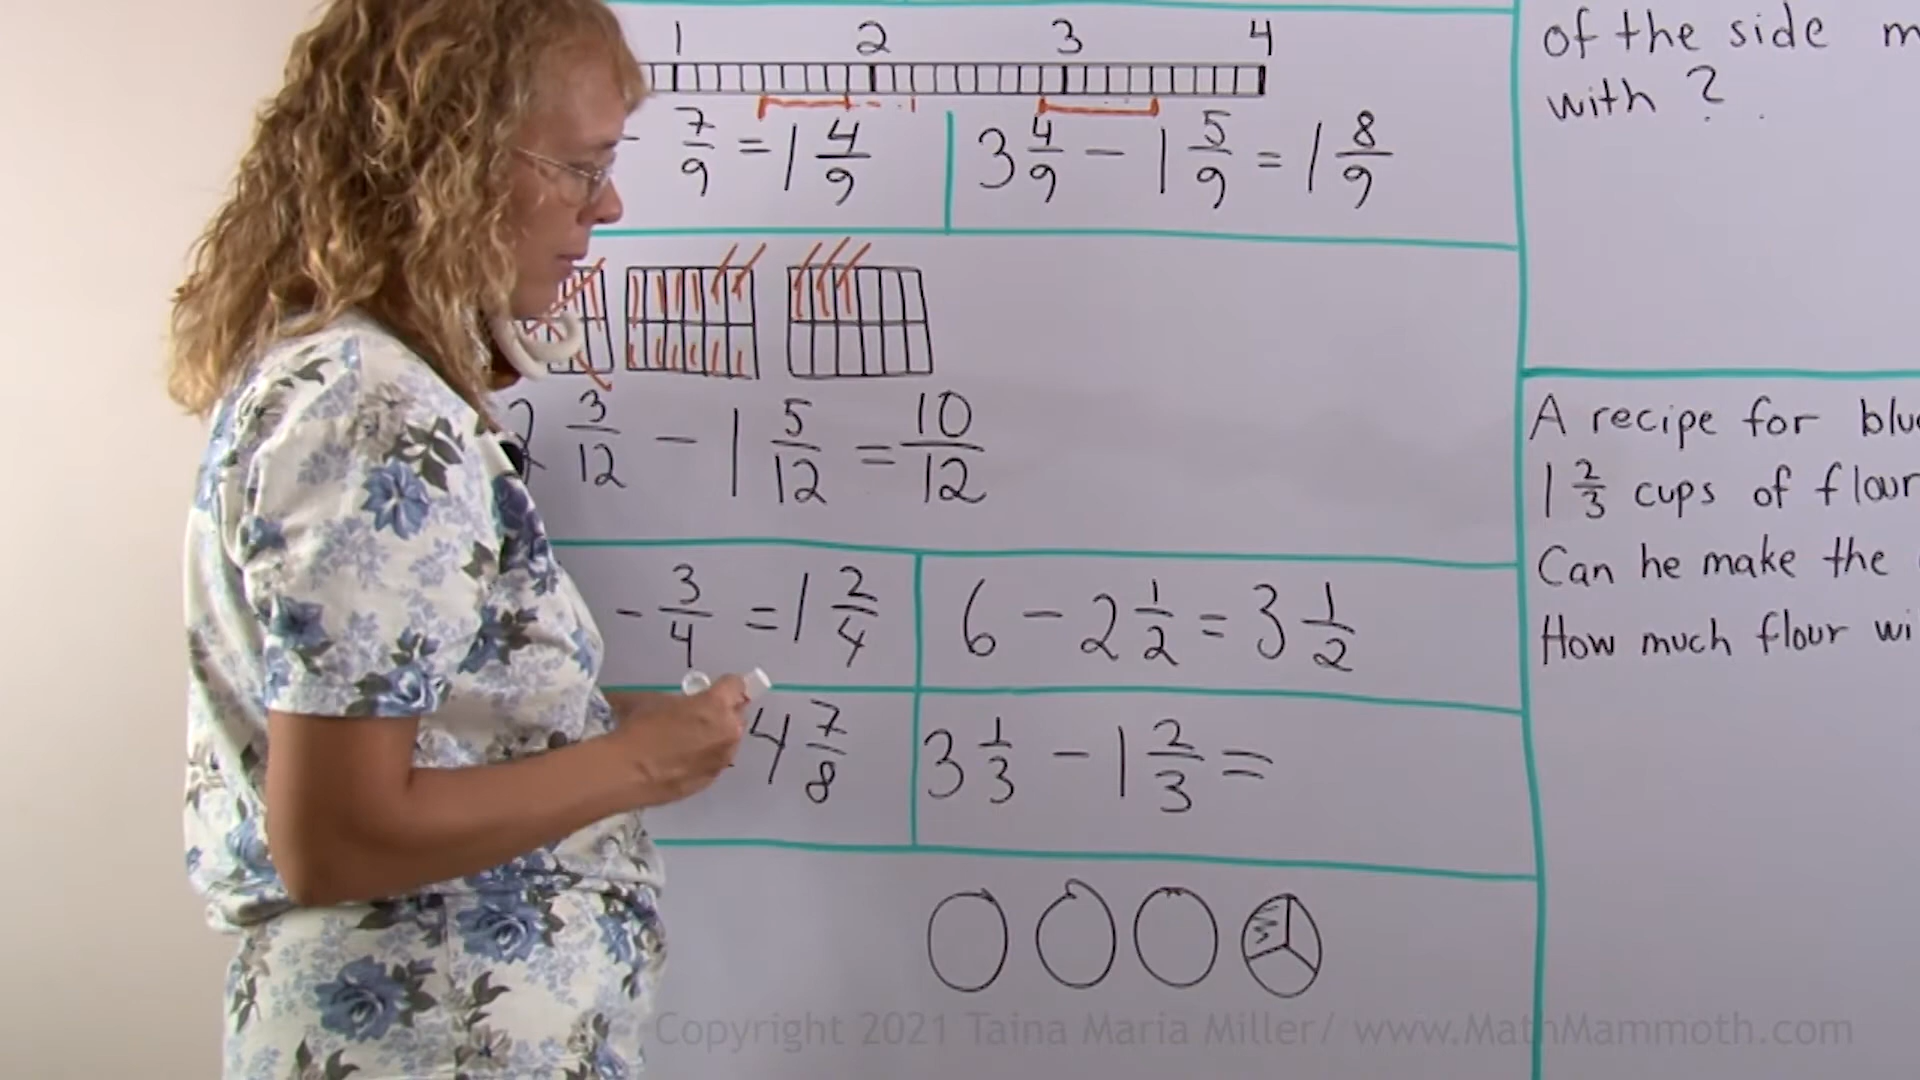 1 2 3 4
- 7/9 = 1 4/9
3 4/9 - 1 5/9 = 1 8/9
2 3/12 - 1 5/12 = 10/12
- 3/4 = 1 2/4
6 - 2 1/2 = 3 1/2
4 7/8
3 1/3 - 1 2/3 =
of the side
with ?
A recipe for
1 2/3 cups of flour
Can he make the
How much flour
Copyright 2021 Taina Maria Miller/ www.MathMammoth.com